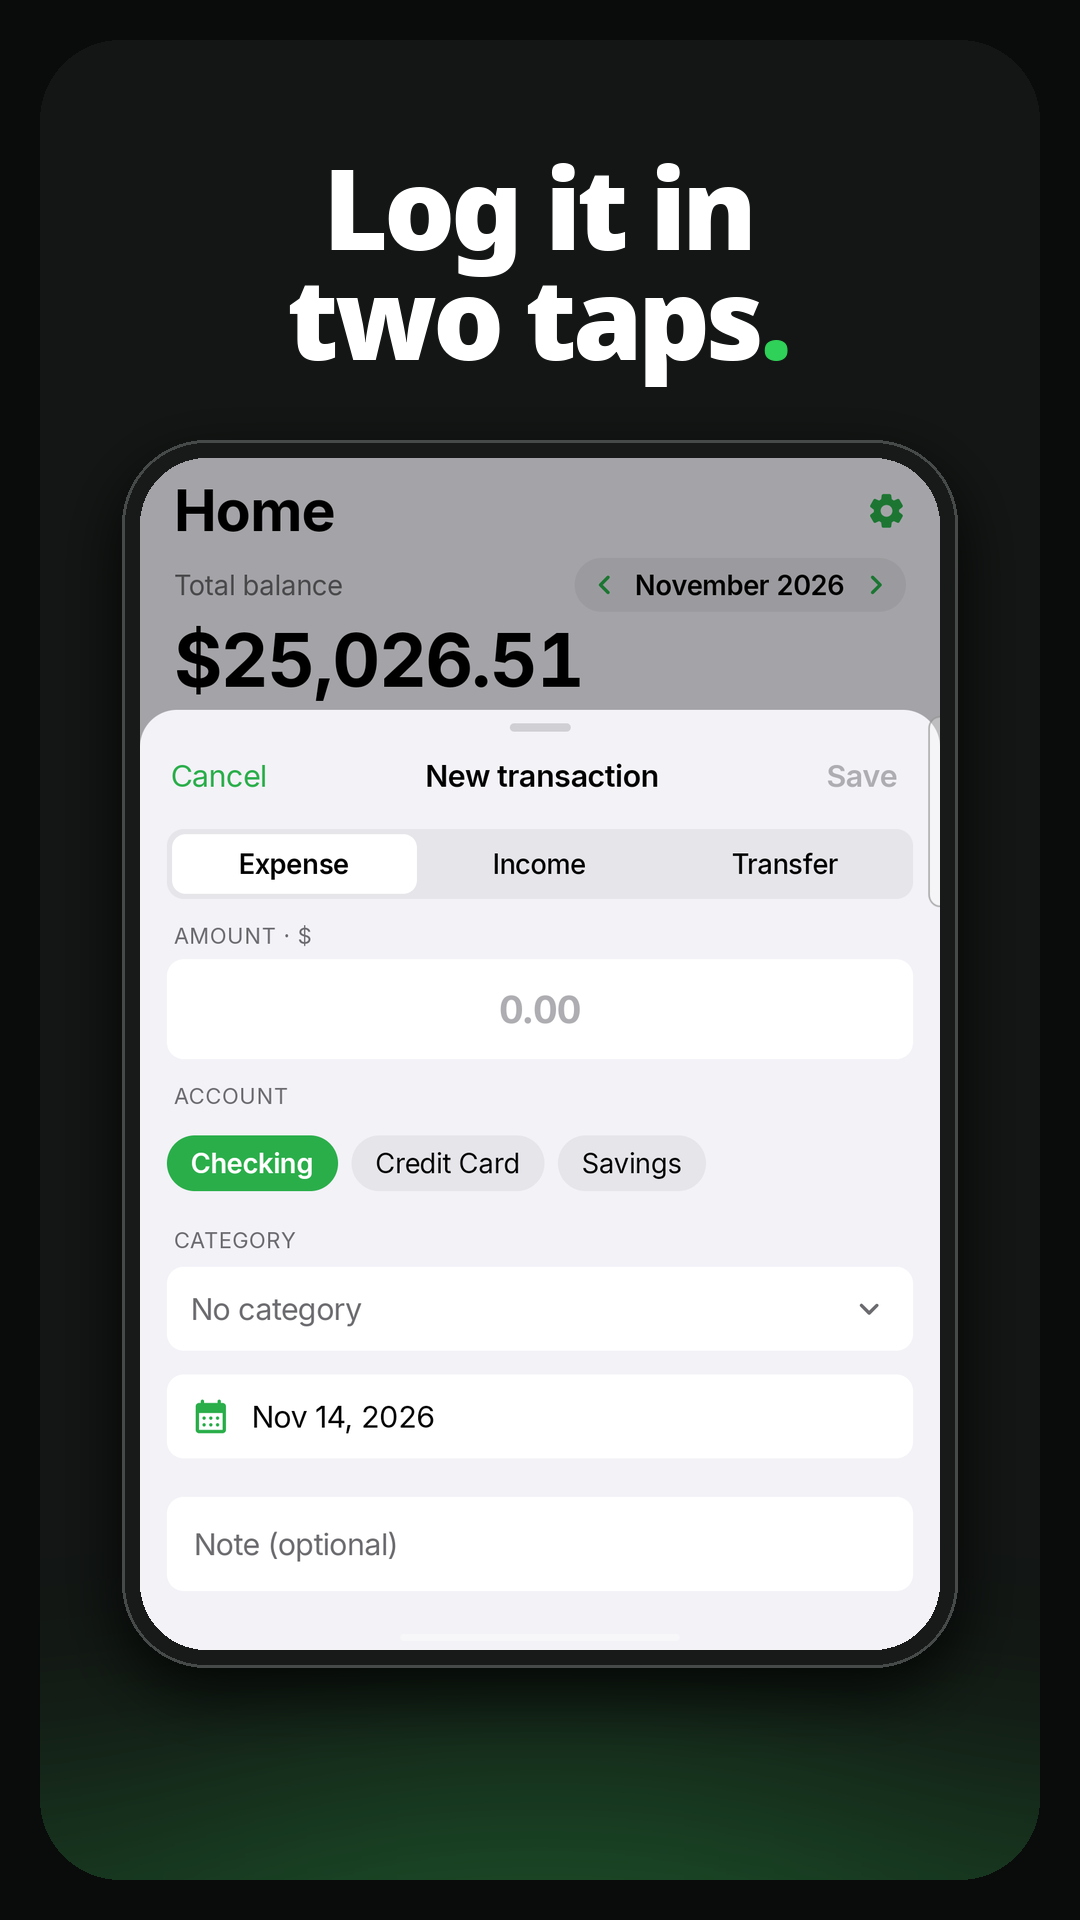 Log it in
two taps.
Home
Total balance
November 2026
$25,026.51
Cancel
New transaction
Save
Expense
Income
Transfer
AMOUNT · $
0.00
ACCOUNT
Checking
Credit Card
Savings
CATEGORY
No category
Nov 14, 2026
Note (optional)